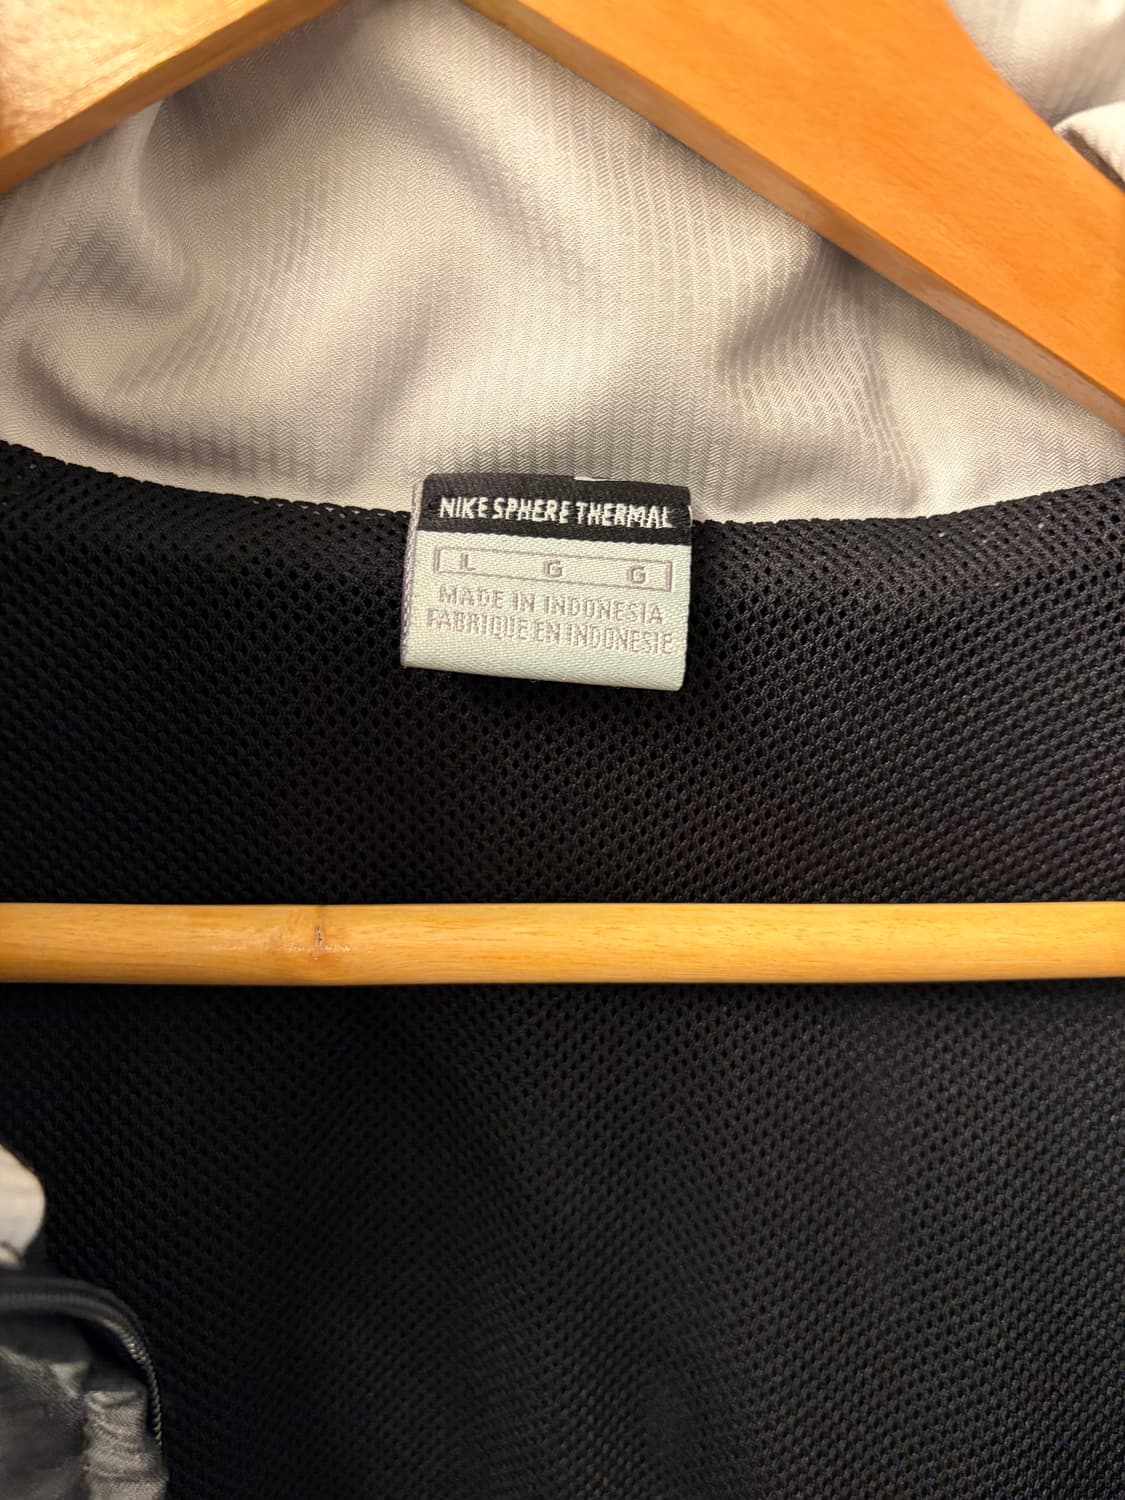 NIKE SPHERE THERMAL
L G G
MADE IN INDONESIA
FABRIQUE EN INDONESIE